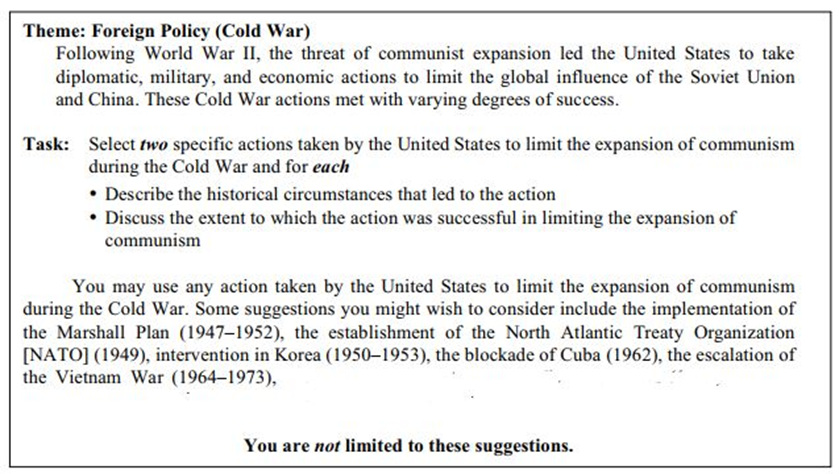 Theme: Foreign Policy (Cold War)
Following World War II, the threat of communist expansion led the United States to take
diplomatic, military, and economic actions to limit the global influence of the Soviet Union
and China. These Cold War actions met with varying degrees of success.
Task: Select two specific actions taken by the United States to limit the expansion of communism
during the Cold War and for each
• Describe the historical circumstances that led to the action
• Discuss the extent to which the action was successful in limiting the expansion of
communism
You may use any action taken by the United States to limit the expansion of communism
during the Cold War. Some suggestions you might wish to consider include the implementation of
the Marshall Plan (1947–1952), the establishment of the North Atlantic Treaty Organization
[NATO] (1949), intervention in Korea (1950–1953), the blockade of Cuba (1962), the escalation of
the Vietnam War (1964–1973),
You are not limited to these suggestions.